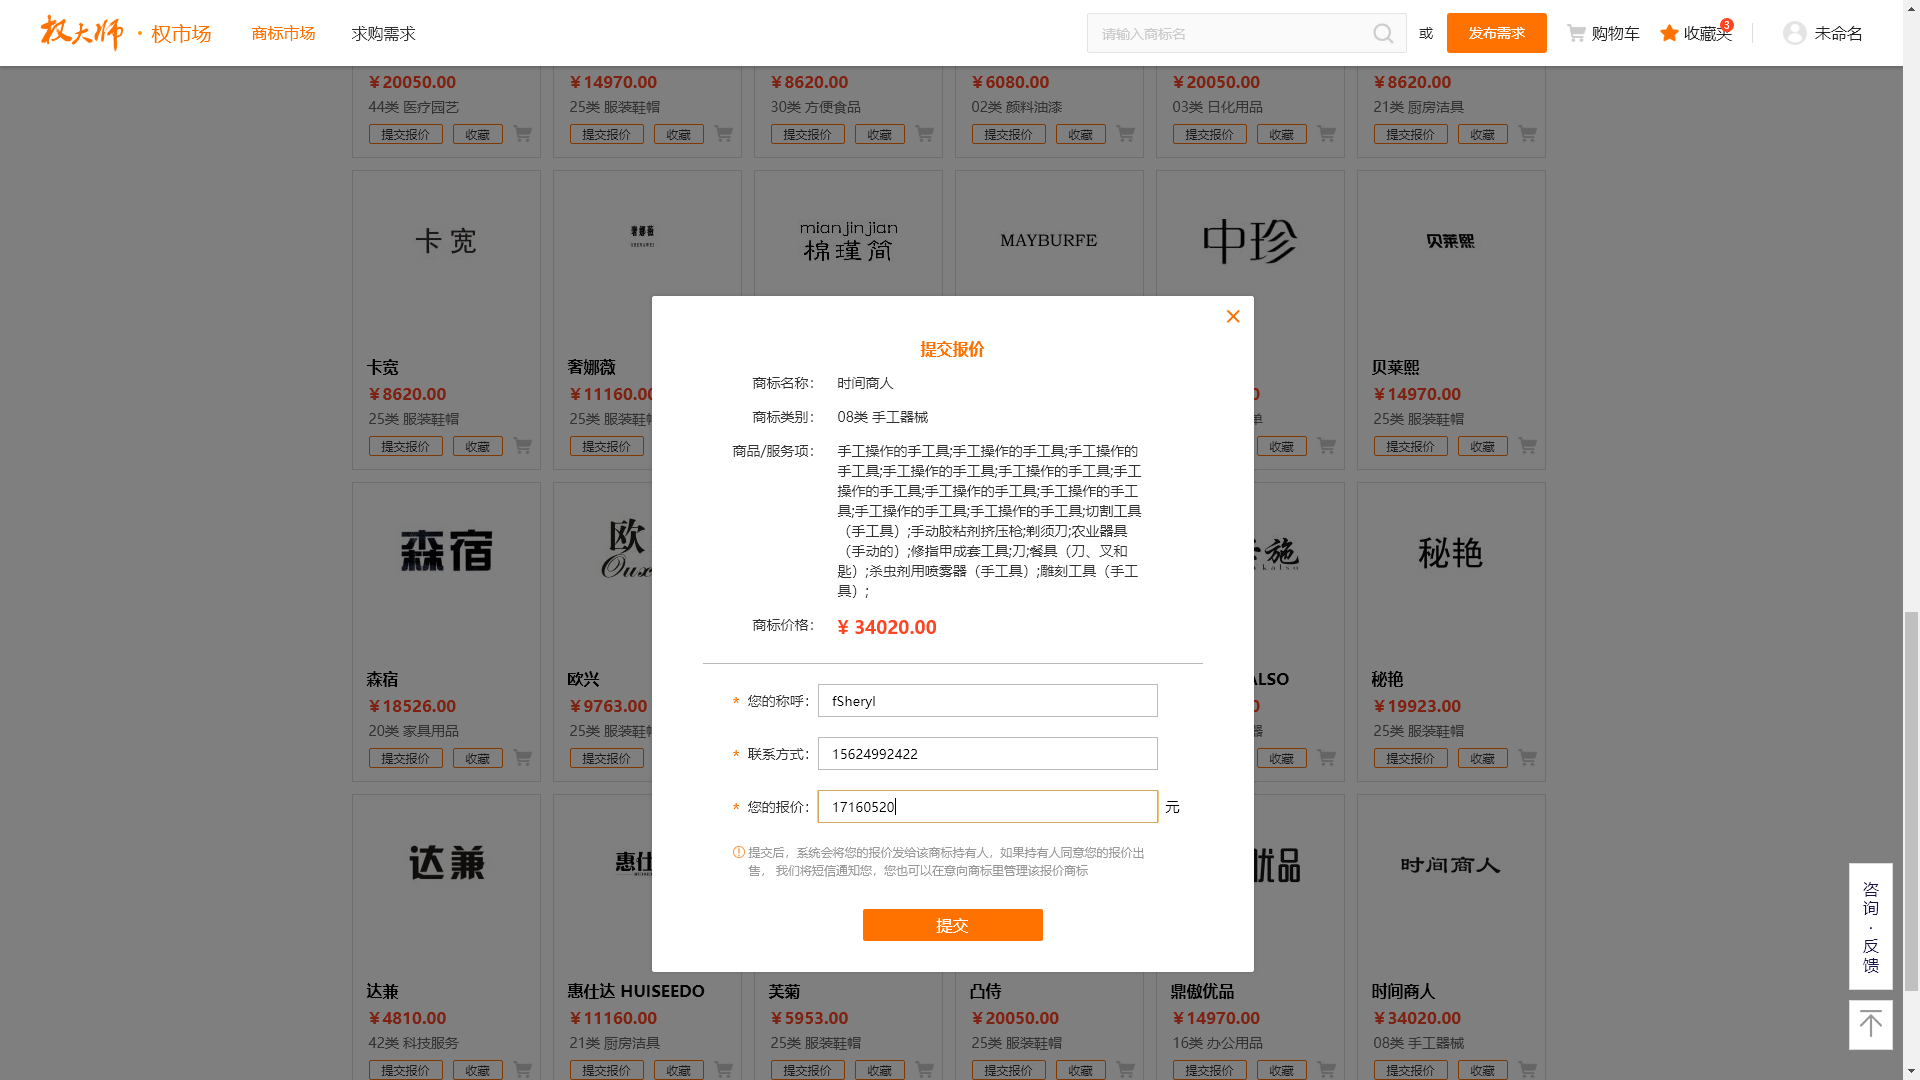 权大师·权市场 商标市场 求购需求 请输入商标名 或 发布需求 购物车 收藏夹 3 未命名
￥20050.00 ￥14970.00 ￥8620.00 ￥6080.00 ￥20050.00 ￥8620.00
44类 医疗园艺 25类 服装鞋帽 30类 方便食品 02类 颜料油漆 03类 日化用品 21类 厨房洁具
提交报价 收藏 提交报价 收藏 提交报价 收藏 提交报价 收藏 提交报价 收藏 提交报价 收藏
卡宽 奢娜薇 mianjinjian MAYBURFE 中珍 贝莱熙
SHENAWEI 棉瑾简
卡宽 奢娜薇 贝莱熙
￥8620.00 ￥11160.00 ￥14970.00
25类 服装鞋帽 25类 服装鞋 25类 服装鞋帽
提交报价 收藏 提交报价 收藏 提交报价 收藏
森宿 欧 施 秘艳
Oux kalso
森宿 欧兴 ALSO 秘艳
￥18526.00 ￥9763.00 ￥19923.00
20类 家具用品 25类 服装鞋 器 25类 服装鞋帽
提交报价 收藏 提交报价 收藏 提交报价 收藏
达兼 惠仕 优品 时间商人
达兼 惠仕达 HUISEEDO 芙菊 凸侍 鼎傲优品 时间商人
￥4810.00 ￥11160.00 ￥5953.00 ￥20050.00 ￥14970.00 ￥34020.00
42类 科技服务 21类 厨房洁具 25类 服装鞋帽 25类 服装鞋帽 16类 办公用品 08类 手工器械
提交报价 收藏 提交报价 收藏 提交报价 收藏 提交报价 收藏 提交报价 收藏 提交报价 收藏
提交报价
商标名称： 时间商人
商标类别： 08类 手工器械
商品/服务项： 手工操作的手工具;手工操作的手工具;手工操作的
手工具;手工操作的手工具;手工操作的手工具;手工
操作的手工具;手工操作的手工具;手工操作的手工
具;手工操作的手工具;手工操作的手工具;切割工具
（手工具）;手动胶粘剂挤压枪;剃须刀;农业器具
（手动的）;修指甲成套工具;刀;餐具（刀、叉和
匙）;杀虫剂用喷雾器（手工具）;雕刻工具（手工
具）;
商标价格： ￥ 34020.00
* 您的称呼： fSheryl
* 联系方式： 15624992422
* 您的报价： 17160520 元
提交后，系统会将您的报价发给该商标持有人，如果持有人同意您的报价出
售， 我们将短信通知您，您也可以在意向商标里管理该报价商标
提交
咨
询
·
反
馈